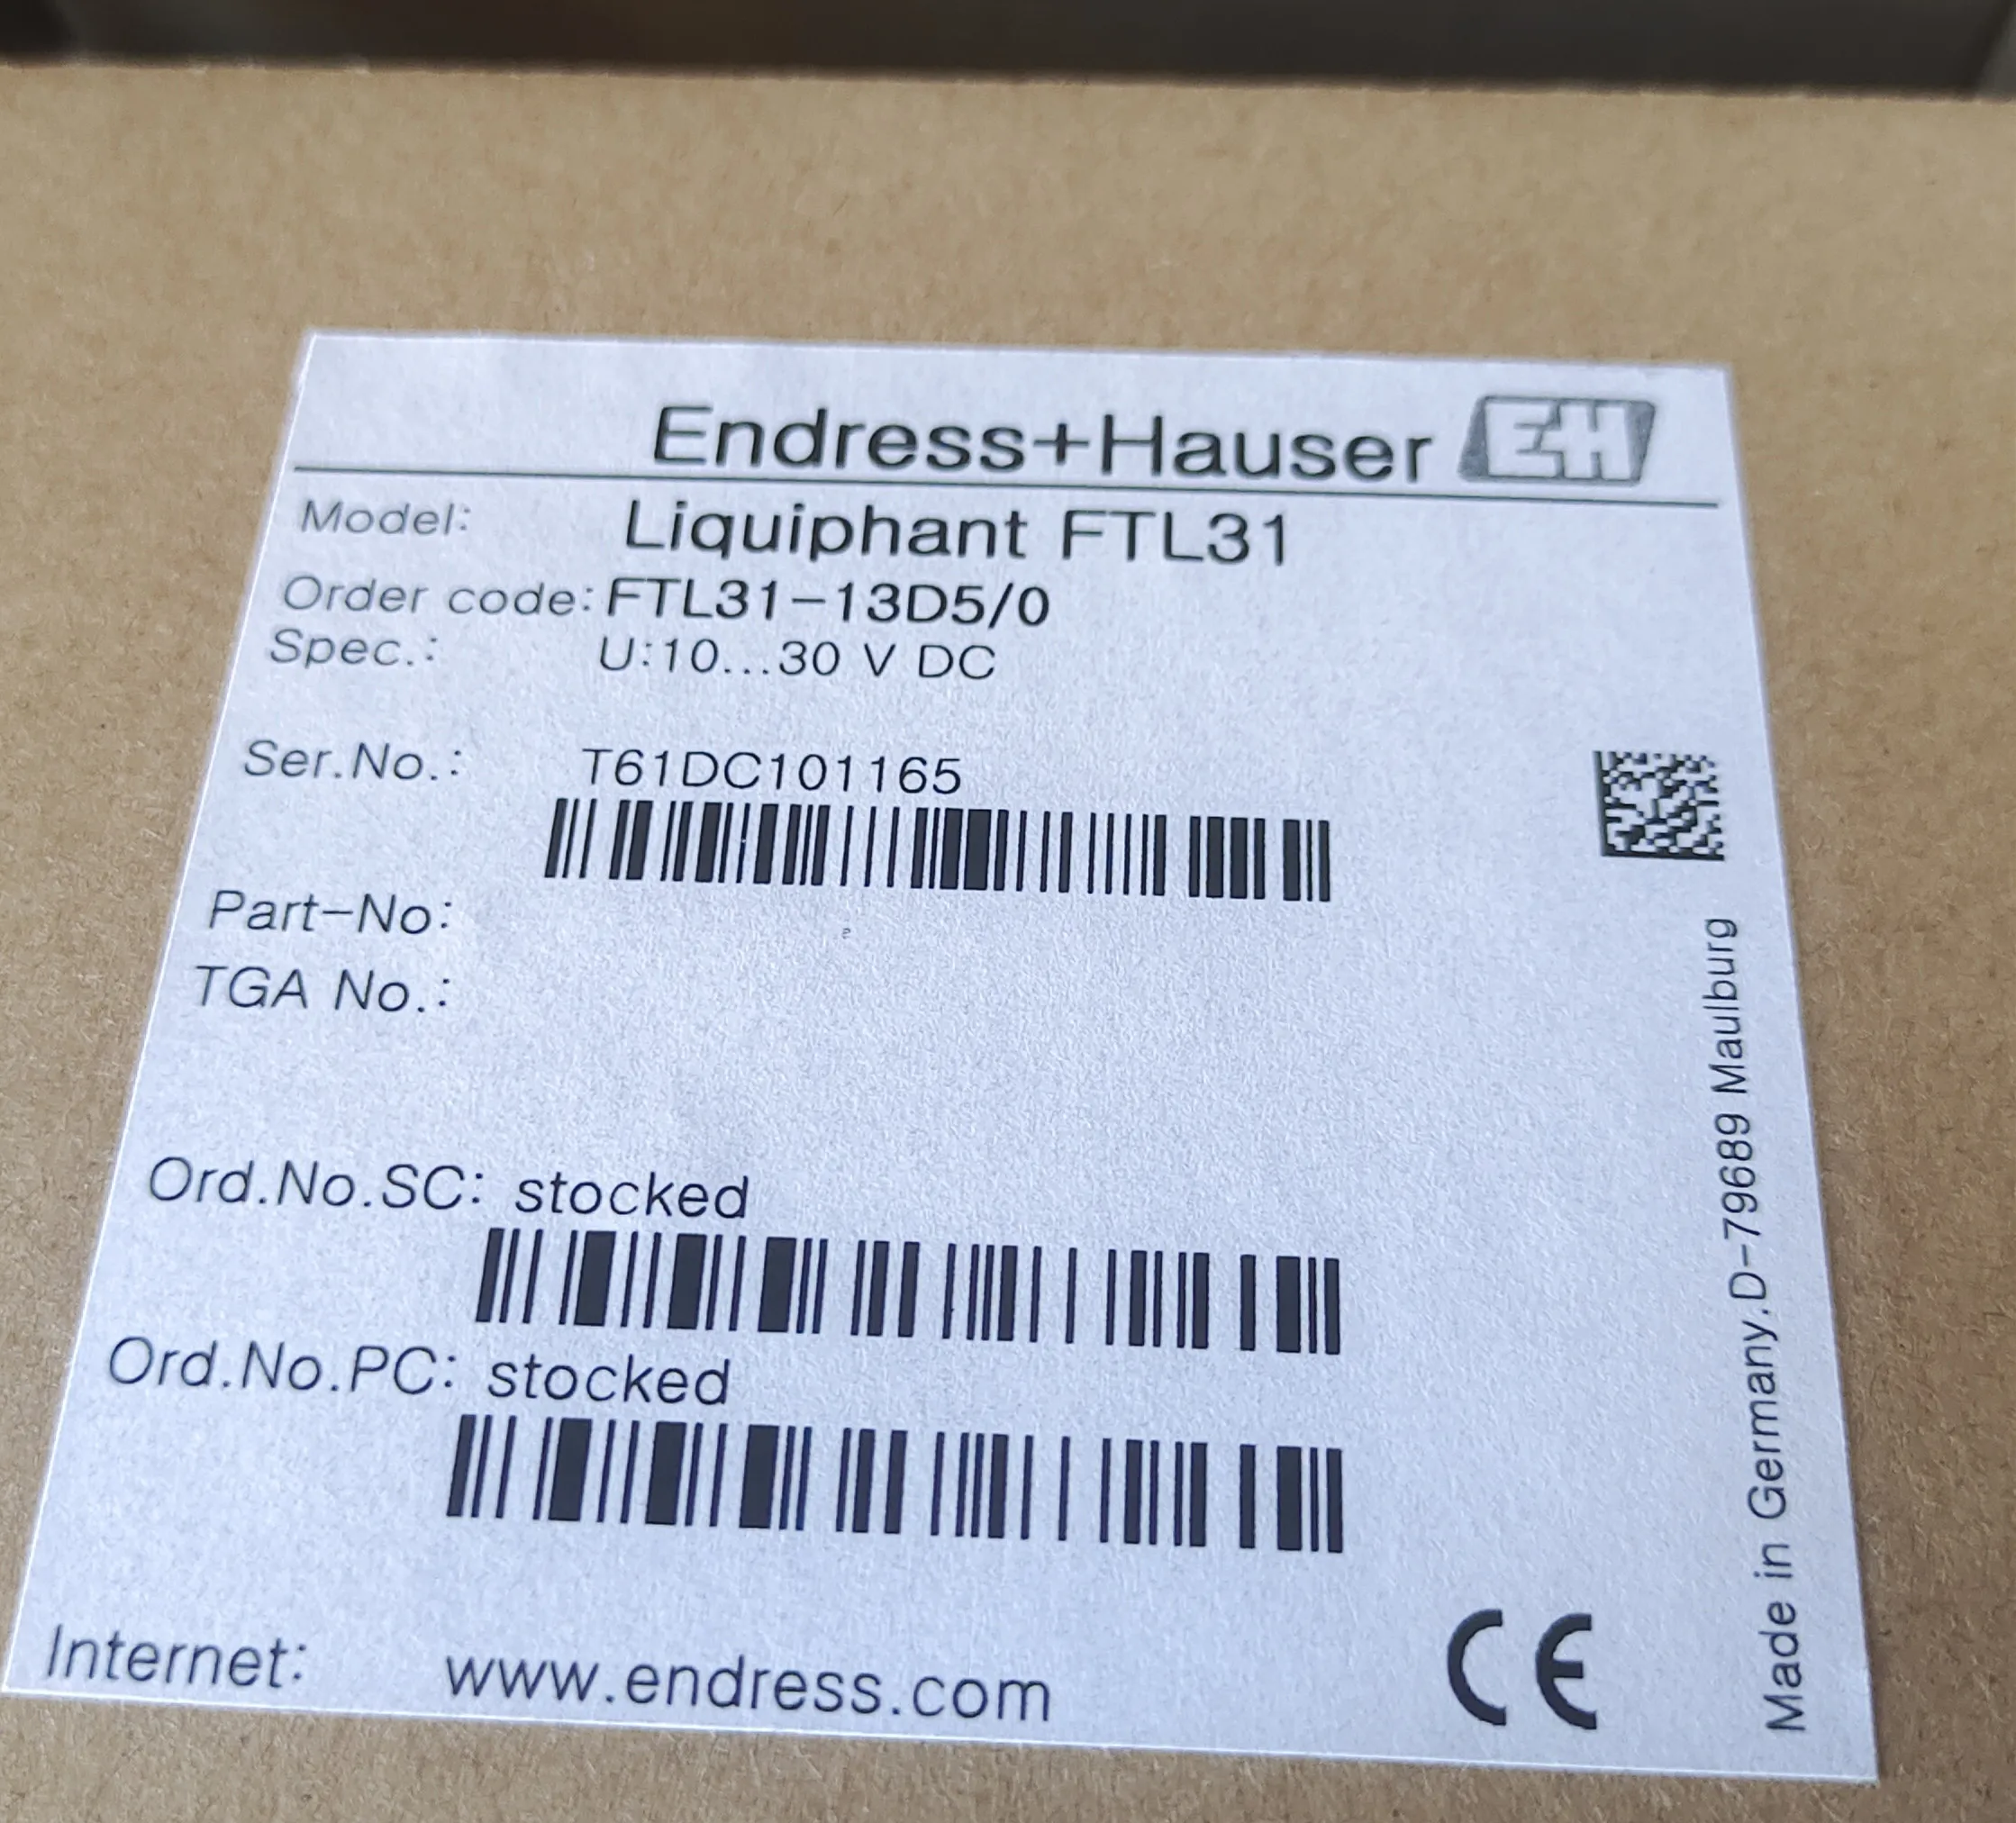 Endress+Hauser EH
Model: Liquiphant FTL31
Order code: FTL31-13D5/0
Spec.: U:10...30 V DC
Ser.No.: T61DC101165
Part-No:
TGA No.:
Ord.No.SC: stocked
Ord.No.PC: stocked
Internet: www.endress.com
CE
Made in Germany.D-79689 Maulburg